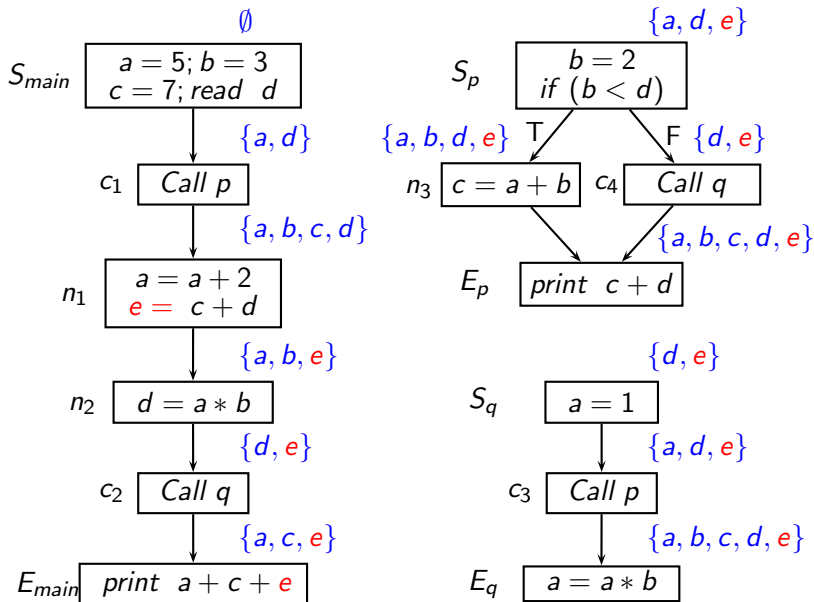 ∅
S_main
a = 5; b = 3
c = 7; read d
{a, d}
c_1
Call p
{a, b, c, d}
n_1
a = a + 2
e = c + d
{a, b, e}
n_2
d = a ∗ b
{d, e}
c_2
Call q
{a, c, e}
E_main
print a + c + e
{a, d, e}
S_p
b = 2
if (b < d)
{a, b, d, e} T
F {d, e}
n_3
c = a + b
c_4
Call q
{a, b, c, d, e}
E_p
print c + d
{d, e}
S_q
a = 1
{a, d, e}
c_3
Call p
{a, b, c, d, e}
E_q
a = a ∗ b